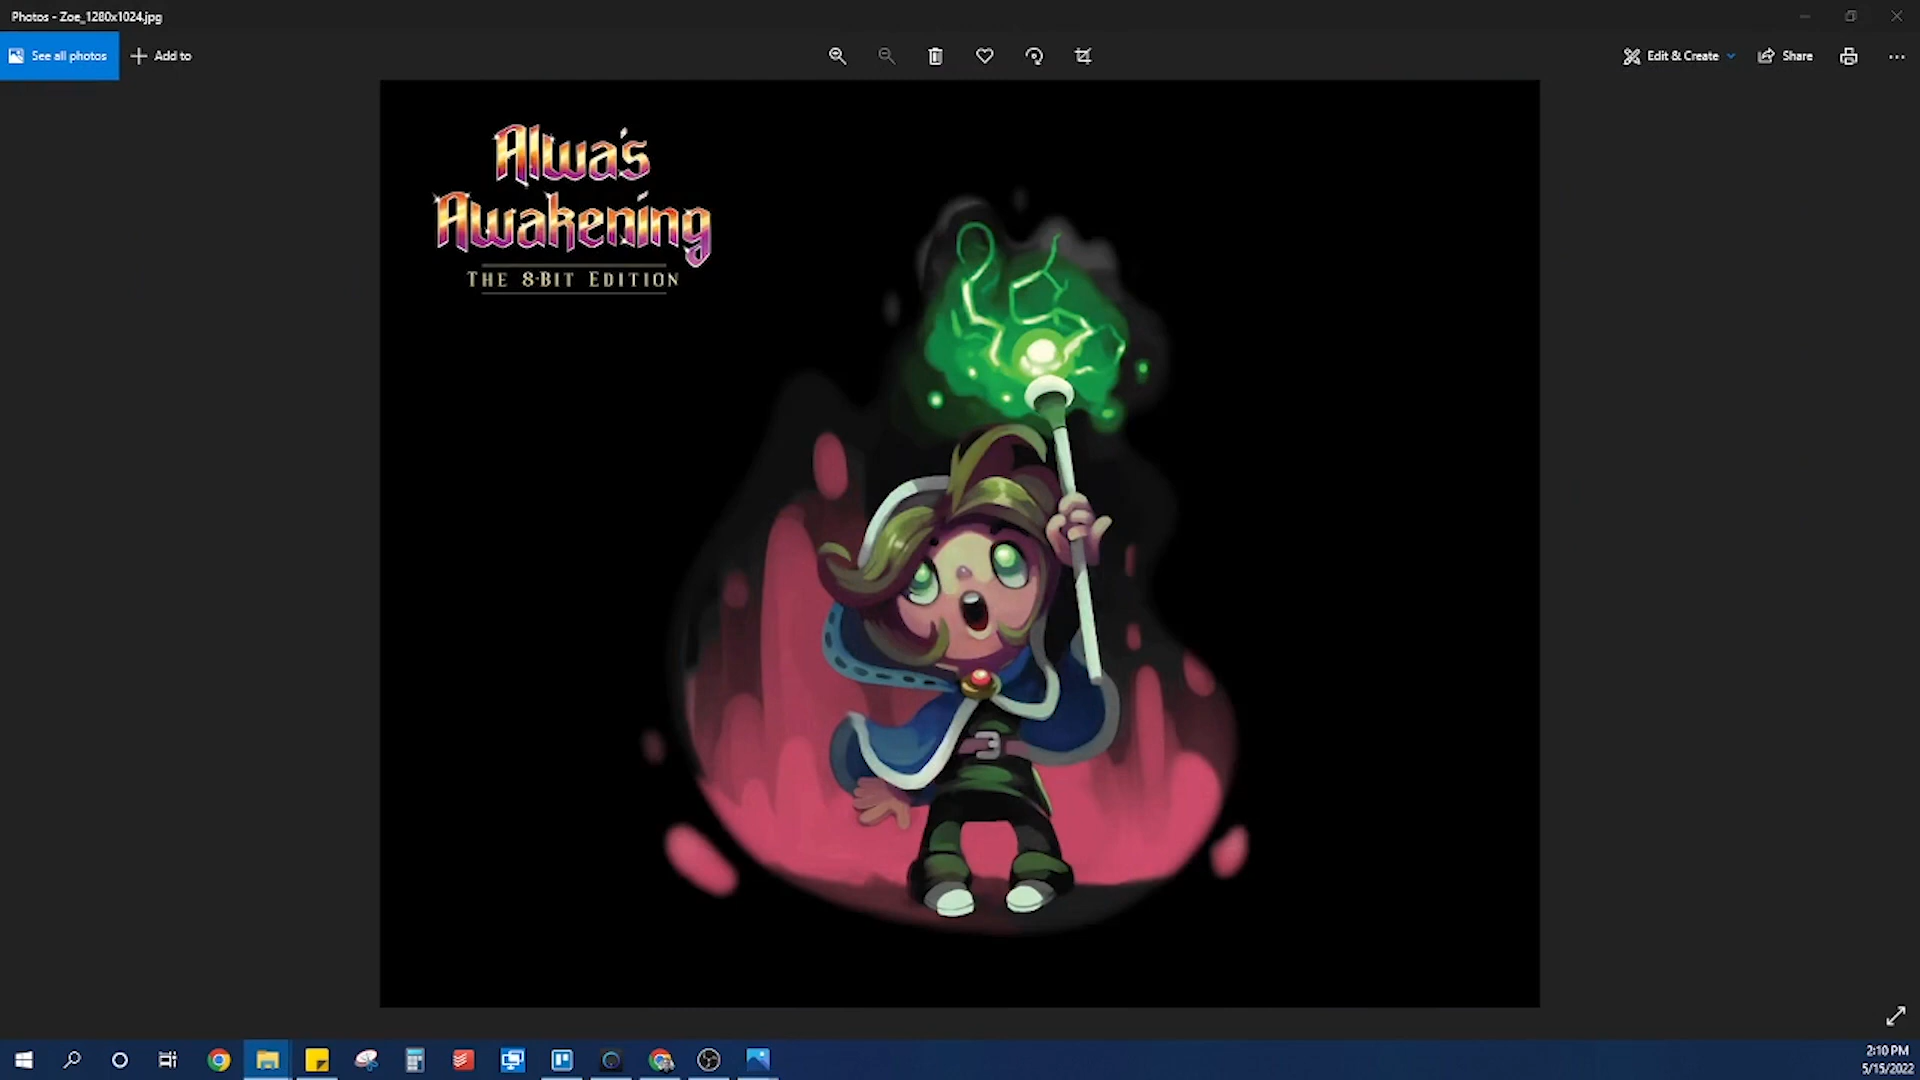 Photos - Zoe_1280x1024.jpg
See all photos
Add to
Edit & Create
Share
Alwa's
Awakening
The 8-Bit Edition
2:10 PM
5/15/2022